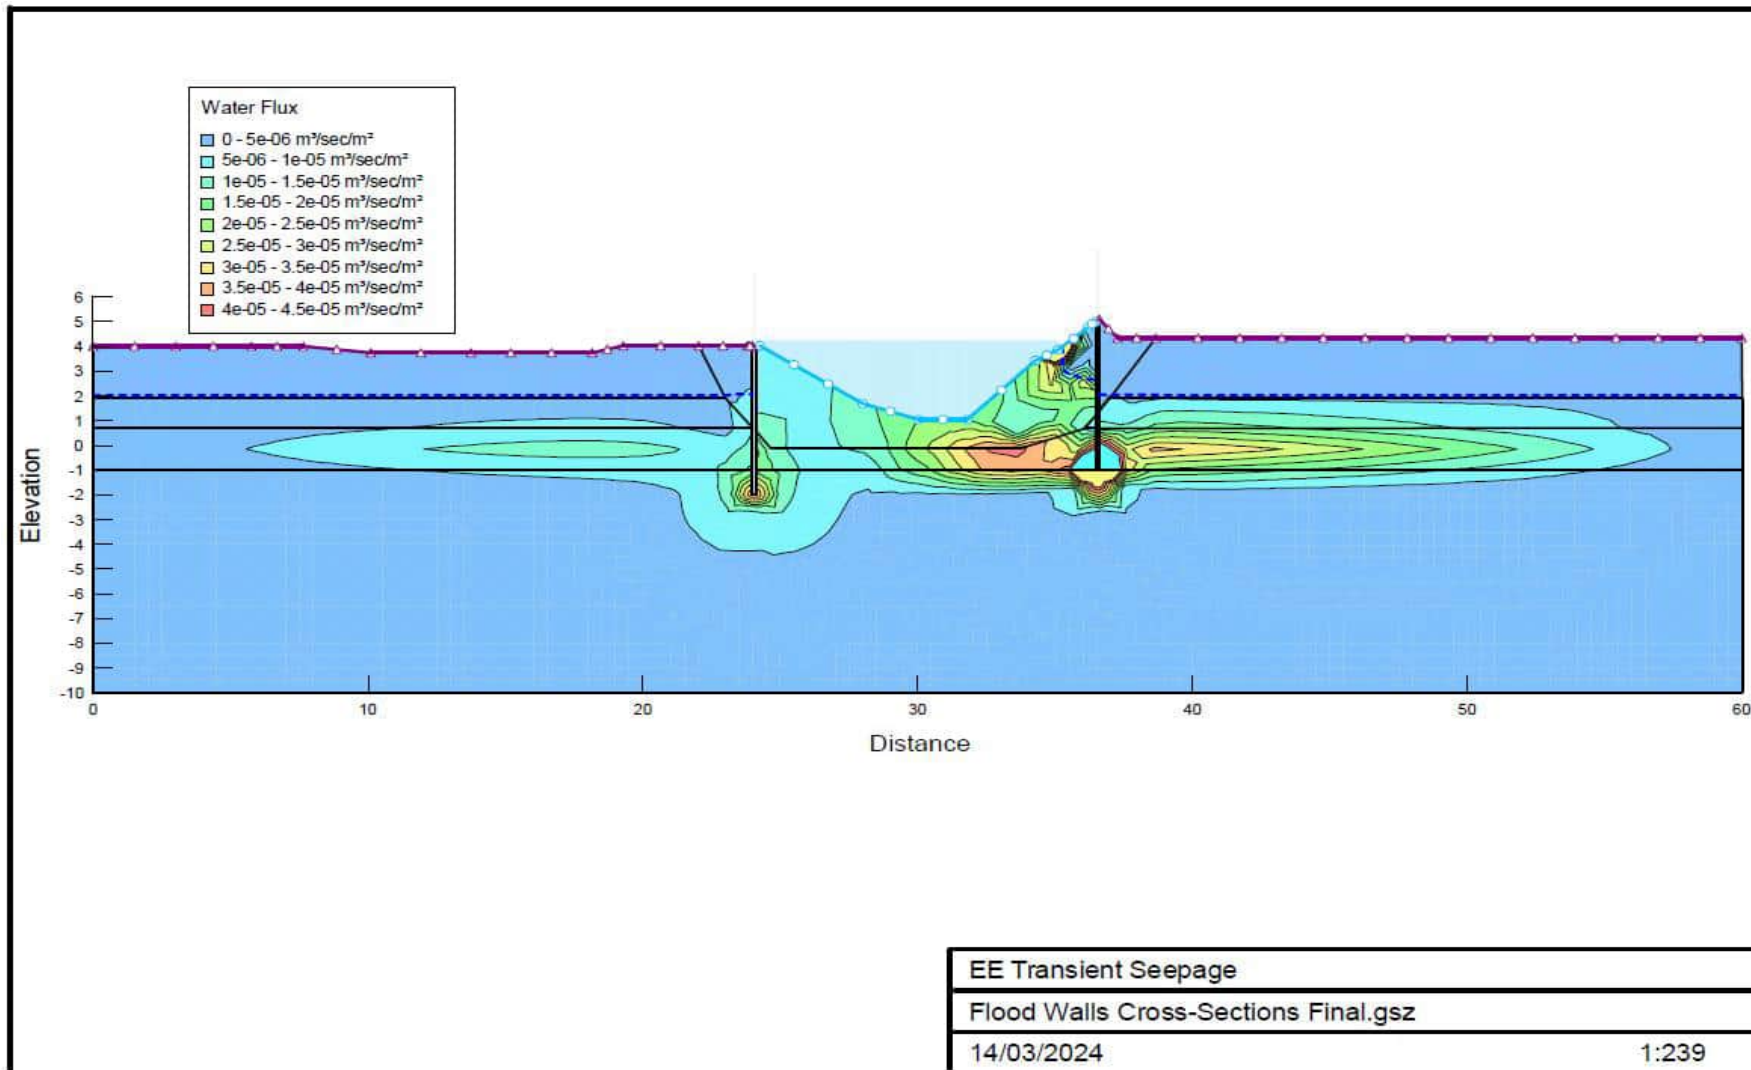 Water Flux
0 - 5e-06 m³/sec/m²
5e-06 - 1e-05 m³/sec/m²
1e-05 - 1.5e-05 m³/sec/m²
1.5e-05 - 2e-05 m³/sec/m²
2e-05 - 2.5e-05 m³/sec/m²
2.5e-05 - 3e-05 m³/sec/m²
3e-05 - 3.5e-05 m³/sec/m²
3.5e-05 - 4e-05 m³/sec/m²
4e-05 - 4.5e-05 m³/sec/m²
6
5
4
3
2
1
0
-1
-2
-3
-4
-5
-6
-7
-8
-9
-10
Elevation
0 10 20 30 40 50 60
Distance
EE Transient Seepage
Flood Walls Cross-Sections Final.gsz
14/03/2024 1:239